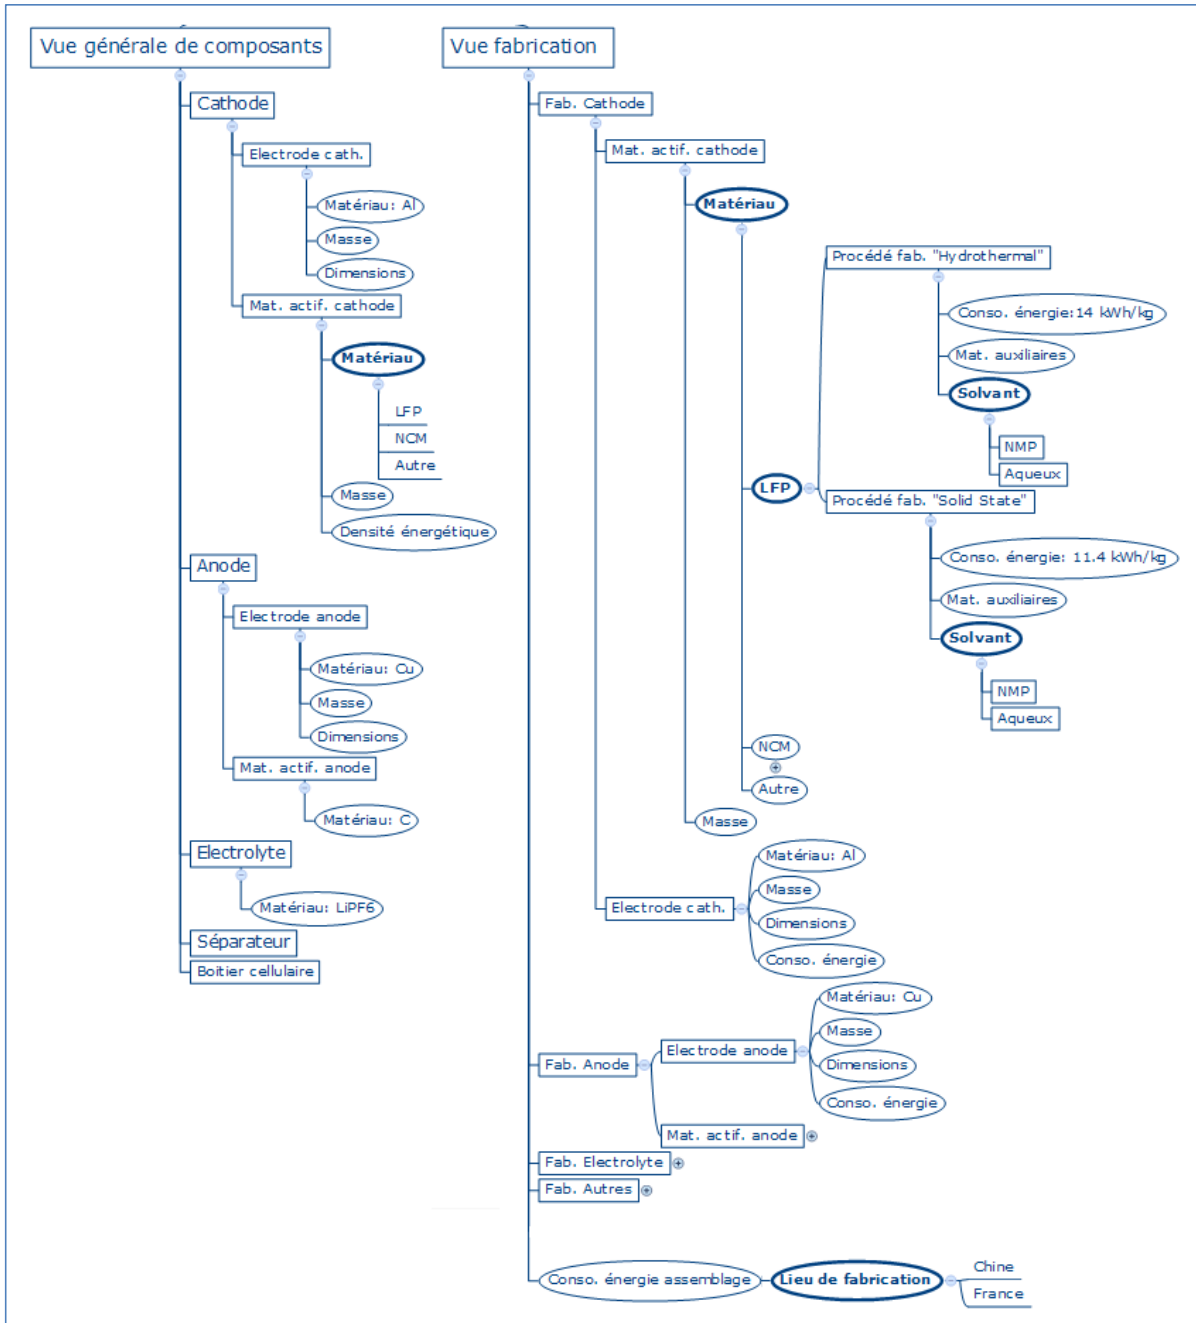 Vue générale de composants
Cathode
Electrode cath.
Matériau: Al
Masse
Dimensions
Mat. actif. cathode
Matériau
LFP
NCM
Autre
Masse
Densité énergétique
Anode
Electrode anode
Matériau: Cu
Masse
Dimensions
Mat. actif. anode
Matériau: C
Electrolyte
Matériau: LiPF6
Séparateur
Boitier cellulaire
Vue fabrication
Fab. Cathode
Mat. actif. cathode
Matériau
LFP
Procédé fab. "Hydrothermal"
Conso. énergie:14 kWh/kg
Mat. auxiliaires
Solvant
NMP
Aqueux
Procédé fab. "Solid State"
Conso. énergie: 11.4 kWh/kg
Mat. auxiliaires
Solvant
NMP
Aqueux
NCM
Autre
Masse
Electrode cath.
Matériau: Al
Masse
Dimensions
Conso. énergie
Fab. Anode
Electrode anode
Matériau: Cu
Masse
Dimensions
Conso. énergie
Mat. actif. anode
Fab. Electrolyte
Fab. Autres
Conso. énergie assemblage
Lieu de fabrication
Chine
France